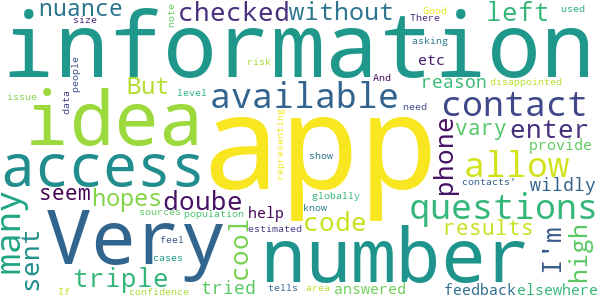 nuance checked without left note size There Good used asking
information
people risk And etc
idea app But level available reason disappointed
issue data number contact
access representing phone vary enter need
many seem hopes doube show allow provide
Very triple cool globally contacts' wildly
sent sources population help know code questions
tried feel estimated number results I'm high
cases tells area answered feedback elsewhere
If confidence